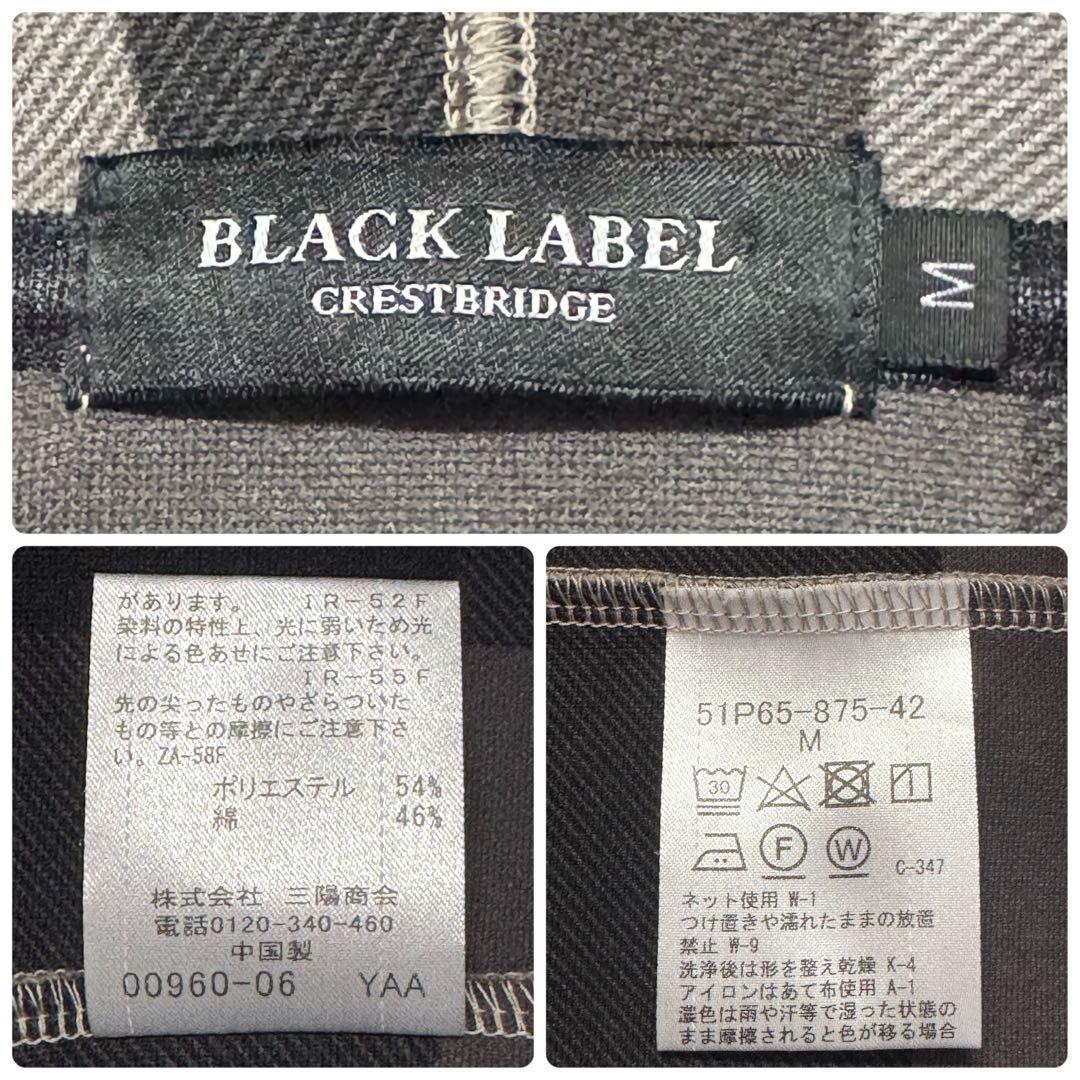 BLACK LABEL
CRESTBRIDGE
M
があります。 IR-52F
染料の特性上、光に弱いため光
による色あせにご注意下さい。
IR-55F
先の尖ったものやざらついた
もの等との摩擦にご注意下さ
い。ZA-58F
ポリエステル 54%
綿 46%
株式会社 三陽商会
電話0120-340-460
中国製
00960-06 YAA
51P65-875-42
M
30
F W C-347
ネット使用 W-1
つけ置きや濡れたままの放置
禁止 W-9
洗浄後は形を整え乾燥 K-4
アイロンはあて布使用 A-1
濃色は雨や汗等で湿った状態の
まま摩擦されると色が移る場合